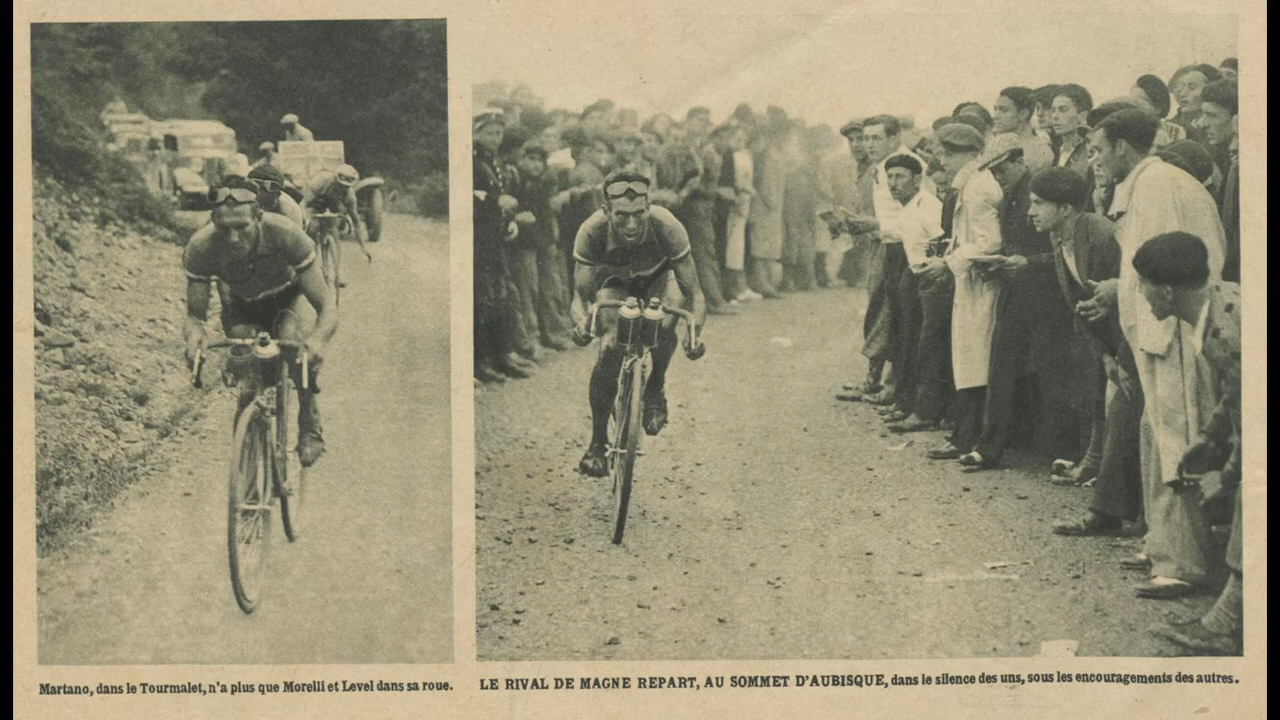 Martano, dans le Tourmalet, n'a plus que Morelli et Level dans sa roue.
LE RIVAL DE MAGNE REPART, AU SOMMET D'AUBISQUE, dans le silence des uns, sous les encouragements des autres.